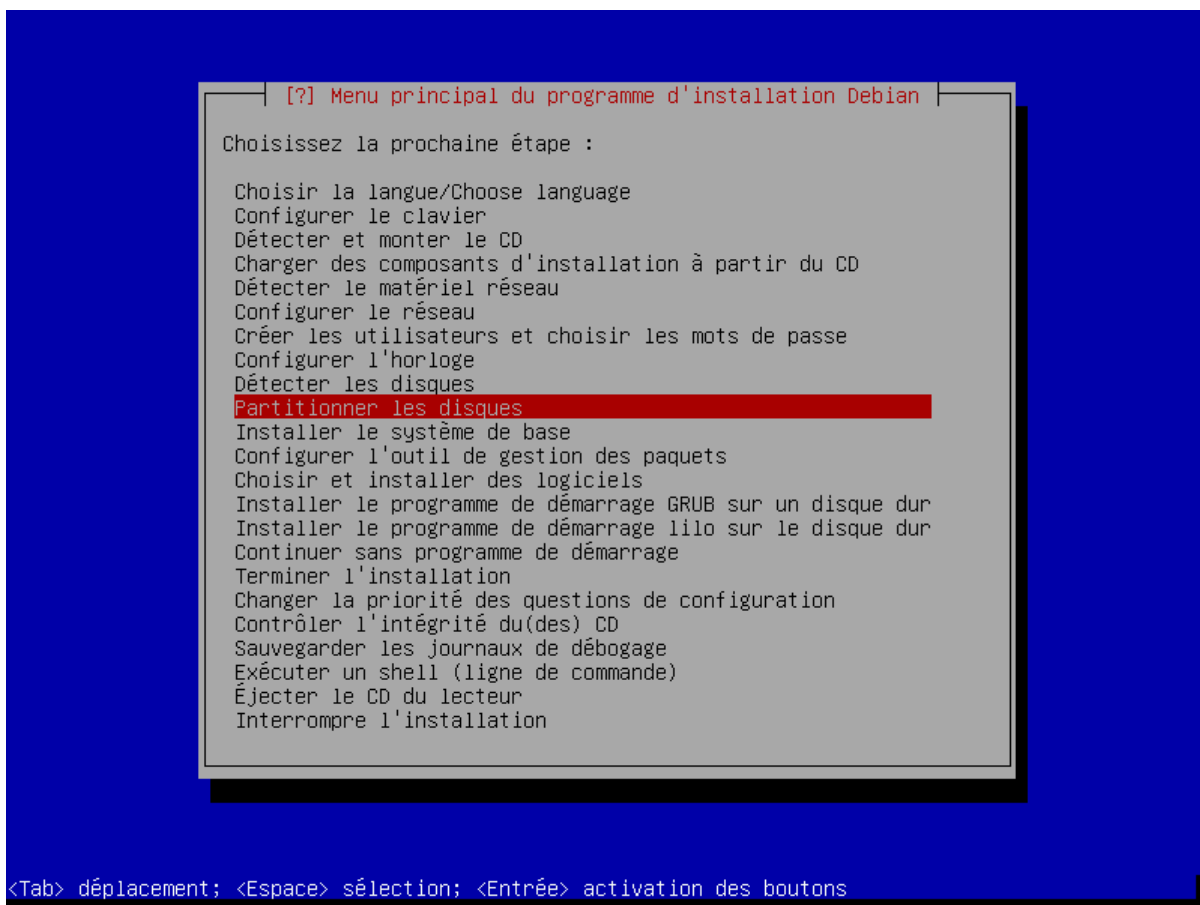 [?] Menu principal du programme d'installation Debian
Choisissez la prochaine étape :
Choisir la langue/Choose language
Configurer le clavier
Détecter et monter le CD
Charger des composants d'installation à partir du CD
Détecter le matériel réseau
Configurer le réseau
Créer les utilisateurs et choisir les mots de passe
Configurer l'horloge
Détecter les disques
Partitionner les disques
Installer le système de base
Configurer l'outil de gestion des paquets
Choisir et installer des logiciels
Installer le programme de démarrage GRUB sur un disque dur
Installer le programme de démarrage lilo sur le disque dur
Continuer sans programme de démarrage
Terminer l'installation
Changer la priorité des questions de configuration
Contrôler l'intégrité du(des) CD
Sauvegarder les journaux de débogage
Exécuter un shell (ligne de commande)
Éjecter le CD du lecteur
Interrompre l'installation
<Tab> déplacement; <Espace> sélection; <Entrée> activation des boutons